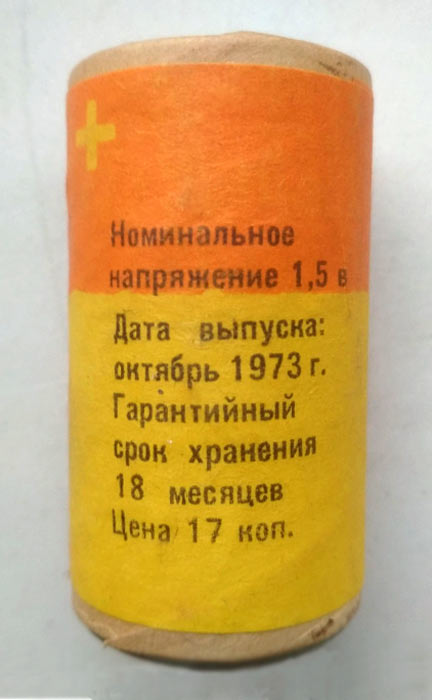 +
Номинальное
напряжение 1,5 в
Дата выпуска:
октябрь 1973 г.
Гарантийный
срок хранения
18 месяцев
Цена 17 коп.